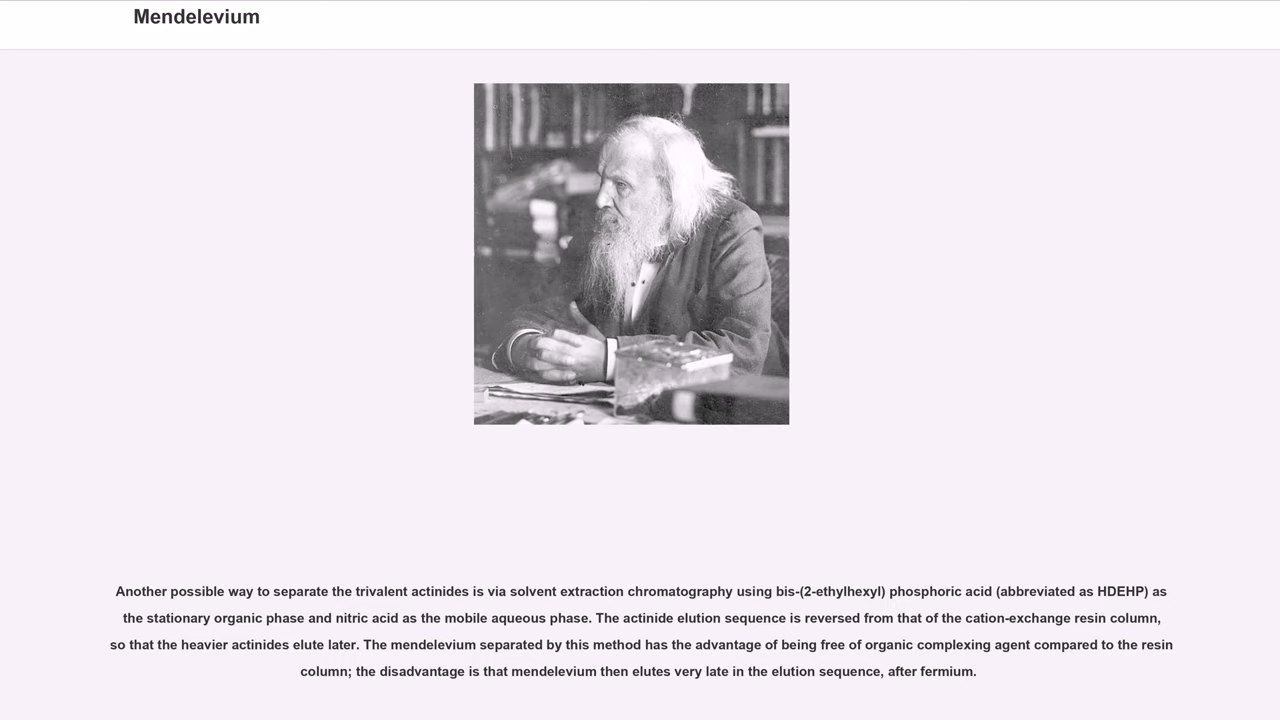 Mendelevium
Another possible way to separate the trivalent actinides is via solvent extraction chromatography using bis-(2-ethylhexyl) phosphoric acid (abbreviated as HDEHP) as
the stationary organic phase and nitric acid as the mobile aqueous phase. The actinide elution sequence is reversed from that of the cation-exchange resin column,
so that the heavier actinides elute later. The mendelevium separated by this method has the advantage of being free of organic complexing agent compared to the resin
column; the disadvantage is that mendelevium then elutes very late in the elution sequence, after fermium.